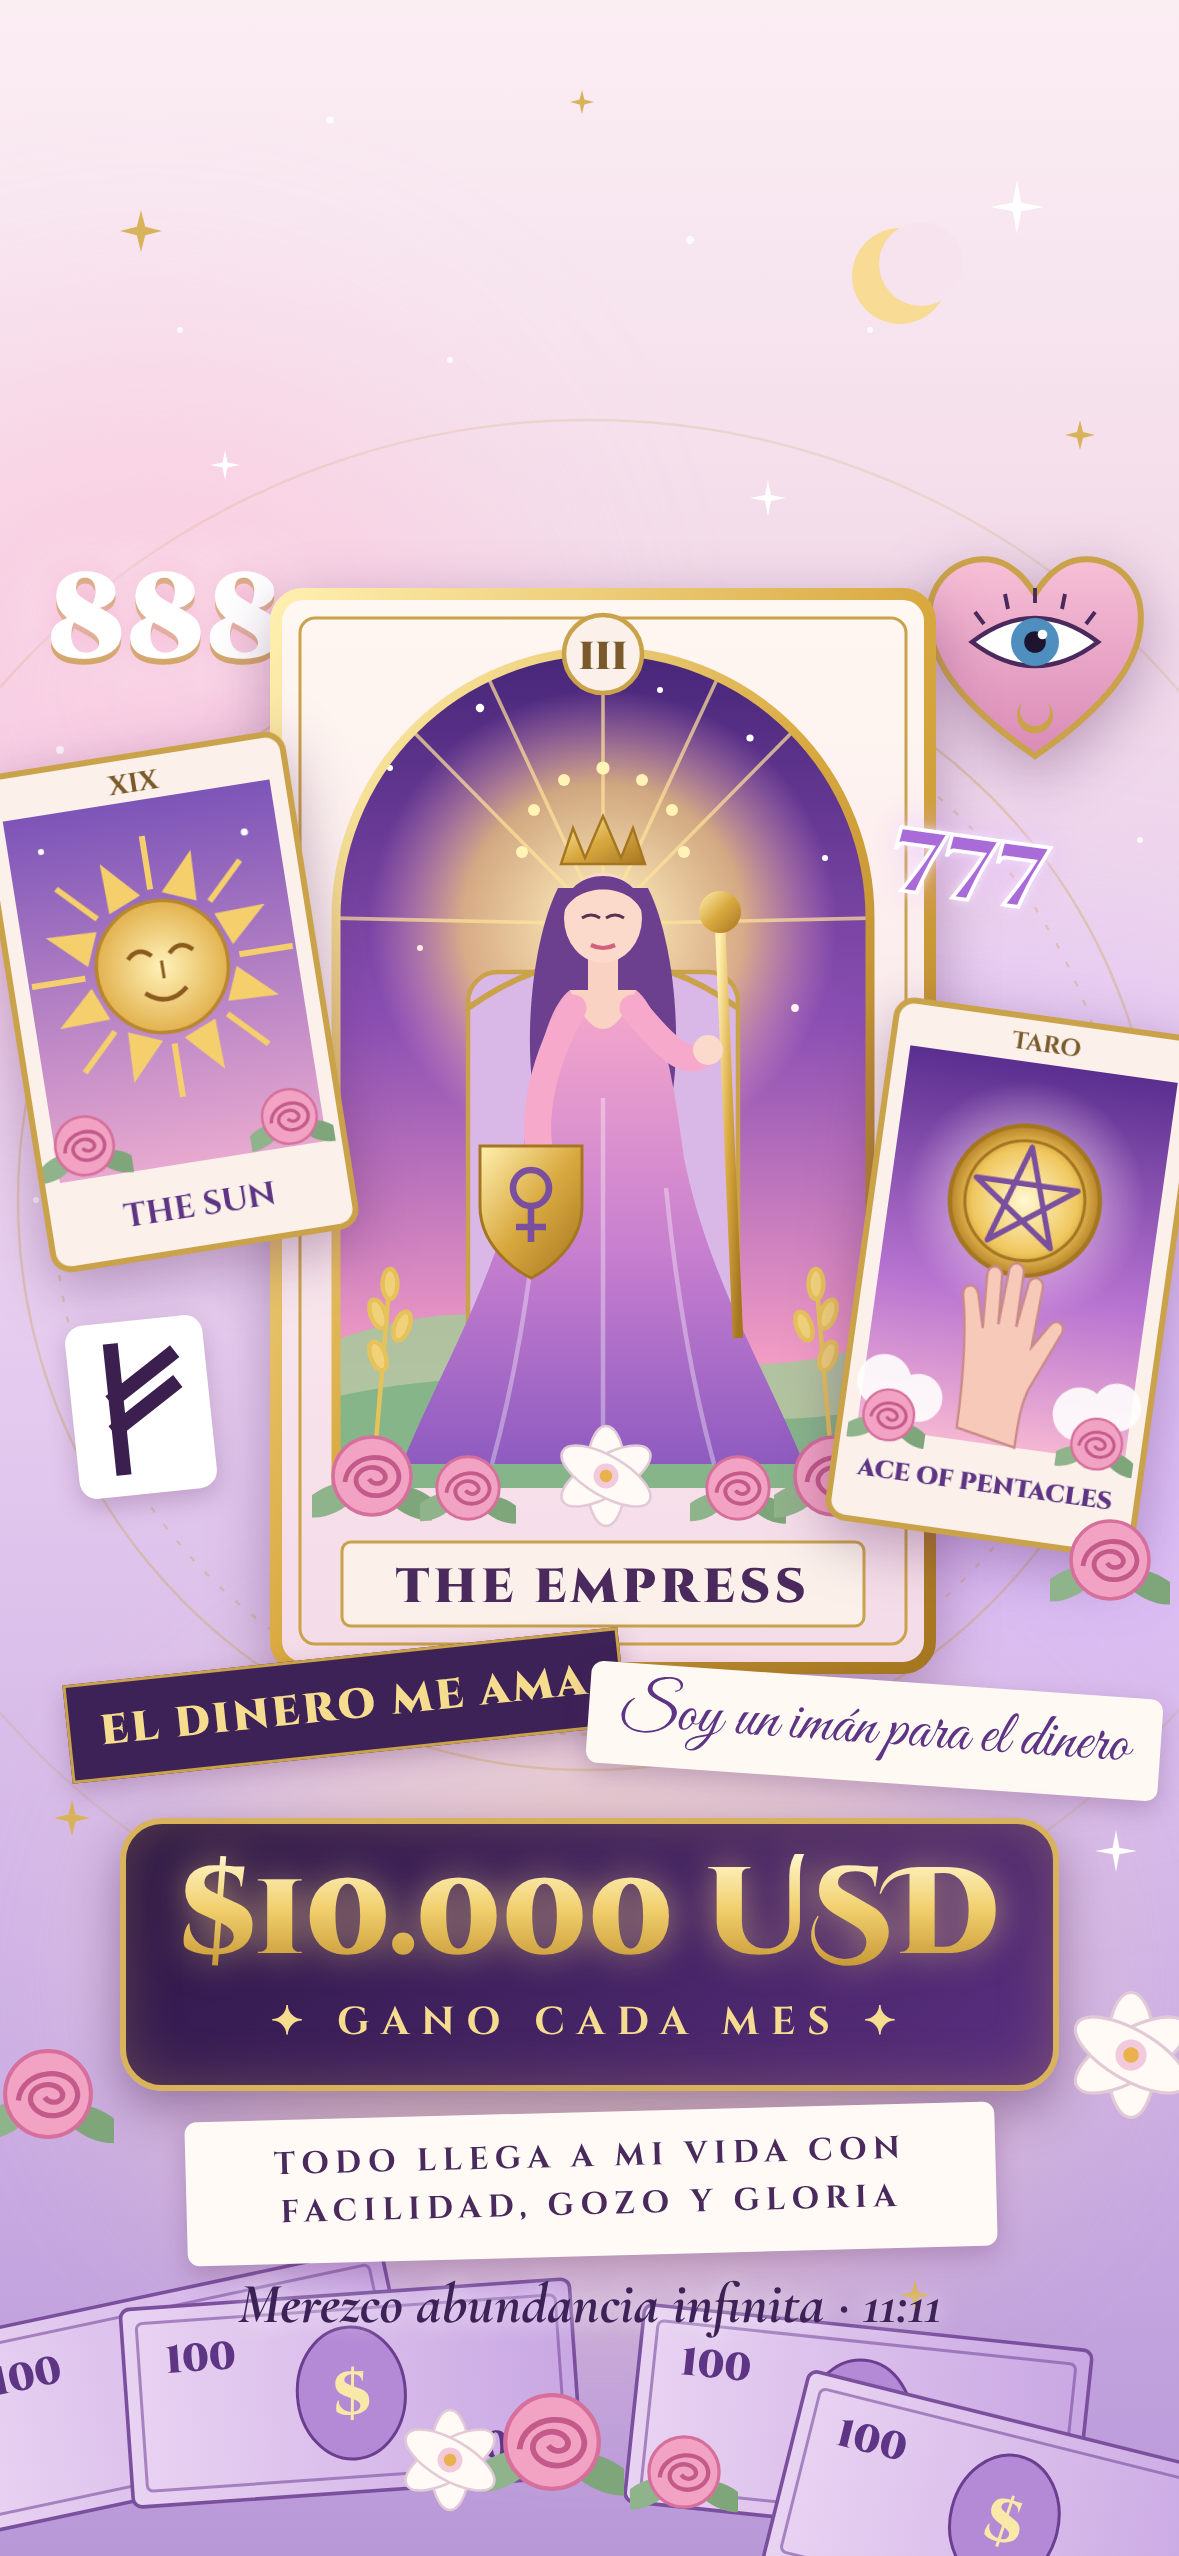 888
III
XIX
777
TARO
THE SUN
ACE OF PENTACLES
THE EMPRESS
EL DINERO ME AMA
Soy un imán para el dinero
$10.000 USD
✦ GANO CADA MES ✦
TODO LLEGA A MI VIDA CON
FACILIDAD, GOZO Y GLORIA
Merezco abundancia infinita · 11:11
100
100
$
100
100
$